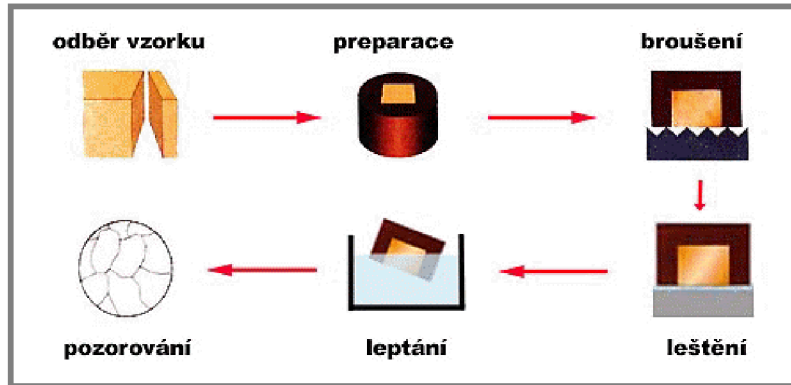 odběr vzorku
preparace
broušení
pozorování
leptání
leštění